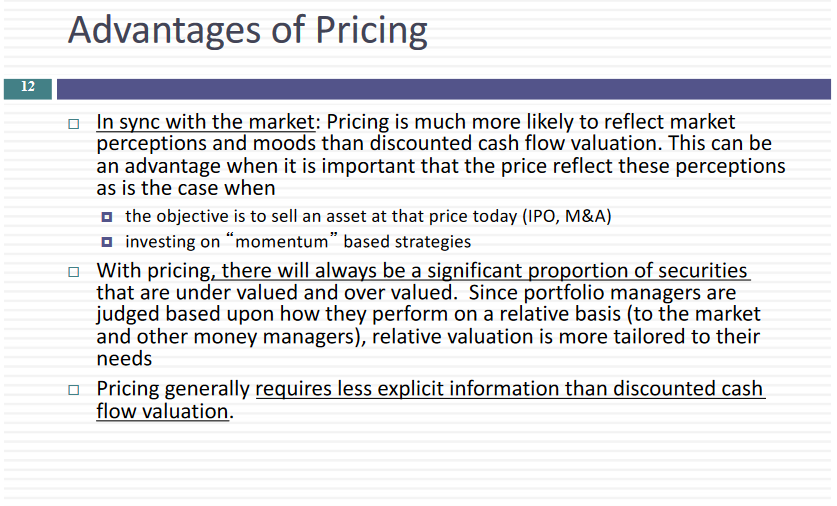 Advantages of Pricing
12
In sync with the market: Pricing is much more likely to reflect market
perceptions and moods than discounted cash flow valuation. This can be
an advantage when it is important that the price reflect these perceptions
as is the case when
the objective is to sell an asset at that price today (IPO, M&A)
investing on “momentum” based strategies
With pricing, there will always be a significant proportion of securities
that are under valued and over valued.  Since portfolio managers are
judged based upon how they perform on a relative basis (to the market
and other money managers), relative valuation is more tailored to their
needs
Pricing generally requires less explicit information than discounted cash
flow valuation.